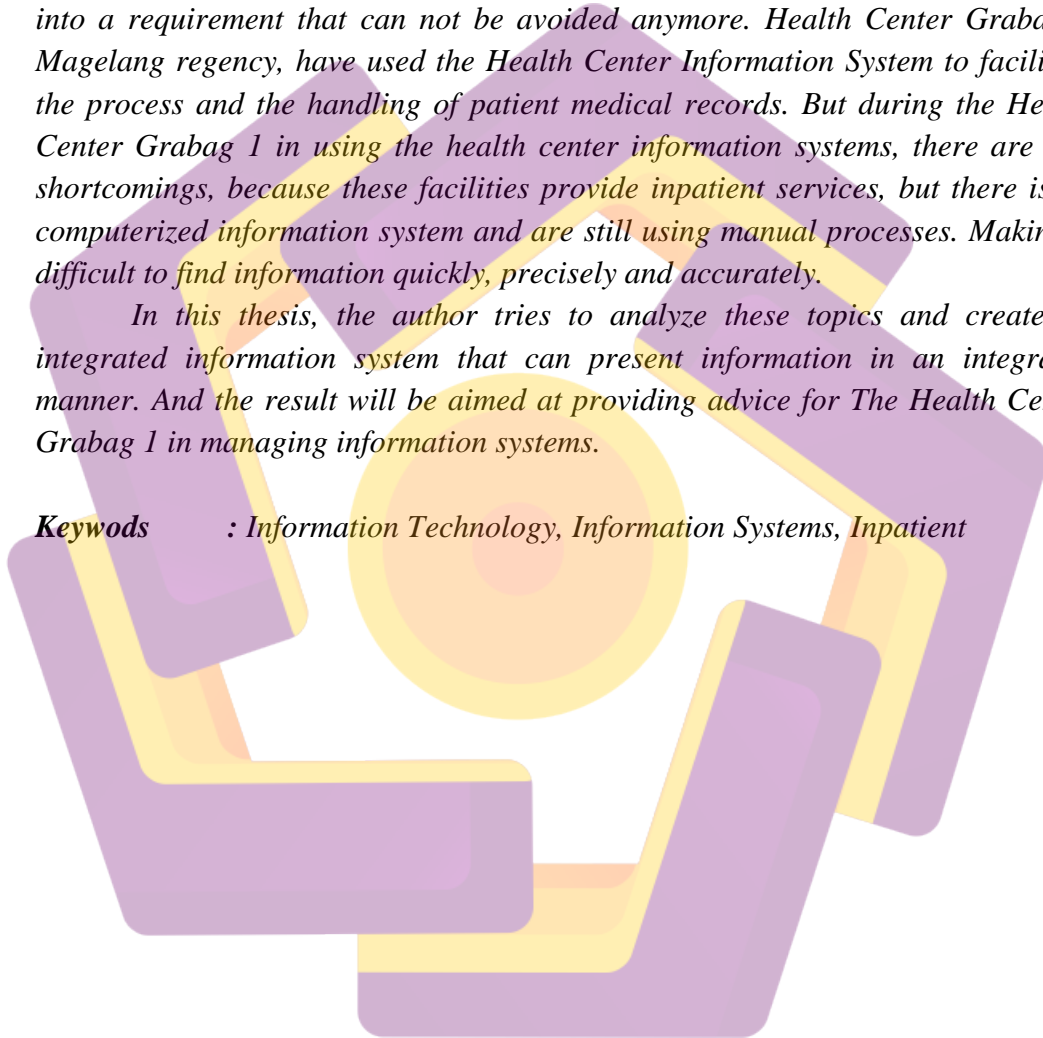 into a requirement that can not be avoided anymore. Health Center Graba
Magelang regency, have used the Health Center Information System to facili
the process and the handling of patient medical records. But during the He
Center Grabag 1 in using the health center information systems, there are
shortcomings, because these facilities provide inpatient services, but there is
computerized information system and are still using manual processes. Makin
difficult to find information quickly, precisely and accurately.
In this thesis, the author tries to analyze these topics and create
integrated information system that can present information in an integra
manner. And the result will be aimed at providing advice for The Health Ce
Grabag 1 in managing information systems.
Keywods : Information Technology, Information Systems, Inpatient